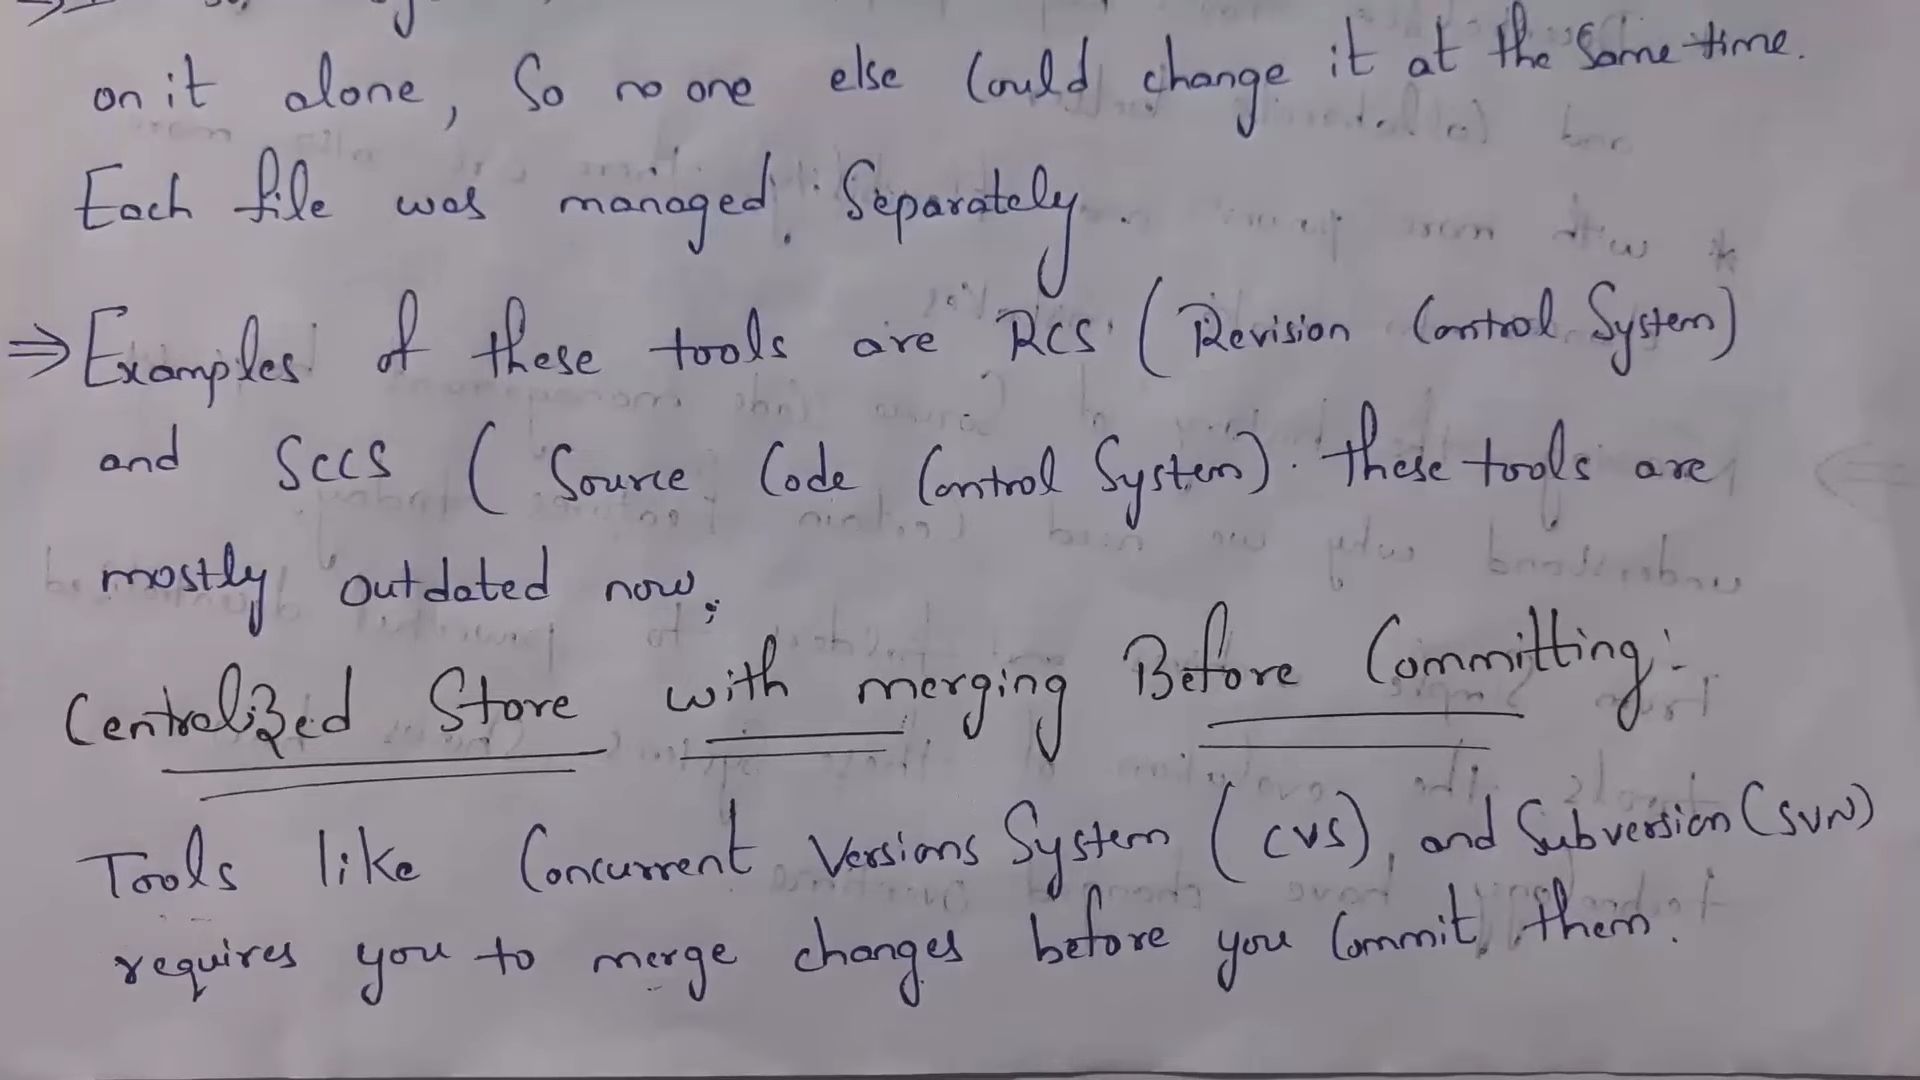 on it alone, So no one else could change it at the same time.
Each file was managed. Separately.
⇒ Examples of these tools are RCS (Revision Control System)
and SCCS (Source Code Control System). these tools are
mostly outdated now.
Centralized Store with merging Before Committing:-
Tools like Concurrent Versions System (CVS), and Subversion (SVN)
requires you to merge changes before you commit them.